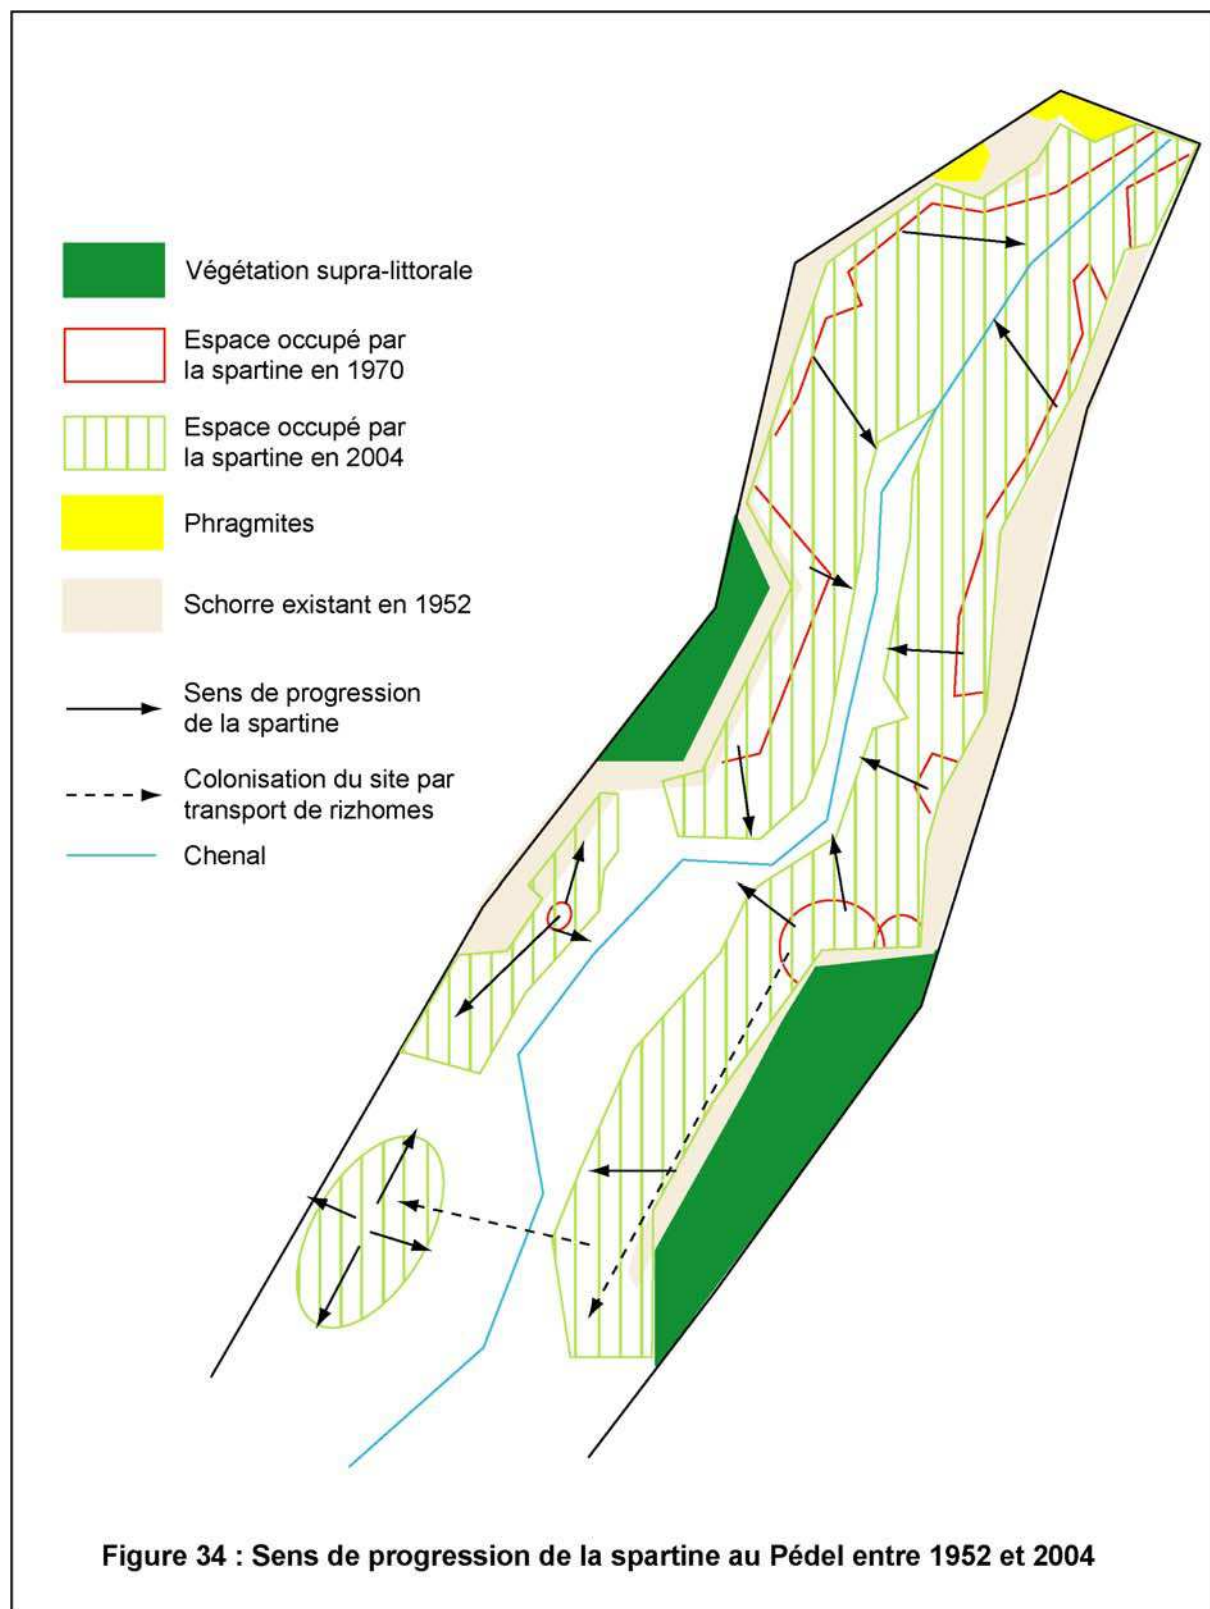 Végétation supra-littorale
Espace occupé par
la spartine en 1970
Espace occupé par
la spartine en 2004
Phragmites
Schorre existant en 1952
Sens de progression
de la spartine
Colonisation du site par
transport de rizhomes
Chenal
Figure 34 : Sens de progression de la spartine au Pédel entre 1952 et 2004